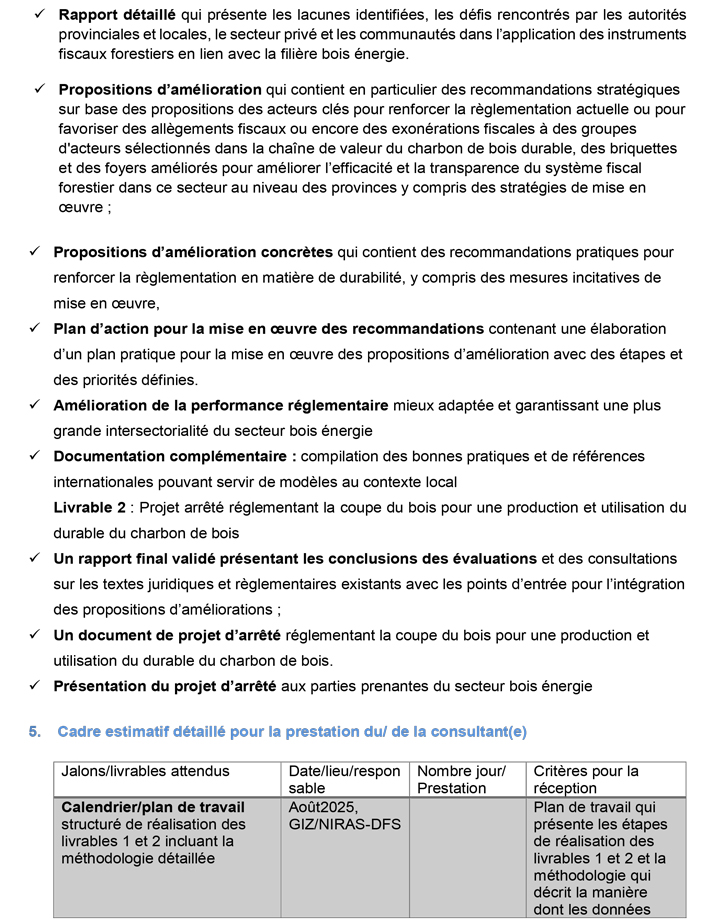 ✓ Rapport détaillé qui présente les lacunes identifiées, les défis rencontrés par les autorités
provinciales et locales, le secteur privé et les communautés dans l'application des instruments
fiscaux forestiers en lien avec la filière bois énergie.
✓ Propositions d'amélioration qui contient en particulier des recommandations stratégiques
sur base des propositions des acteurs clés pour renforcer la règlementation actuelle ou pour
favoriser des allègements fiscaux ou encore des exonérations fiscales à des groupes
d'acteurs sélectionnés dans la chaîne de valeur du charbon de bois durable, des briquettes
et des foyers améliorés pour améliorer l'efficacité et la transparence du système fiscal
forestier dans ce secteur au niveau des provinces y compris des stratégies de mise en
œuvre ;
✓ Propositions d'amélioration concrètes qui contient des recommandations pratiques pour
renforcer la règlementation en matière de durabilité, y compris des mesures incitatives de
mise en œuvre,
✓ Plan d'action pour la mise en œuvre des recommandations contenant une élaboration
d'un plan pratique pour la mise en œuvre des propositions d'amélioration avec des étapes et
des priorités définies.
✓ Amélioration de la performance réglementaire mieux adaptée et garantissant une plus
grande intersectorialité du secteur bois énergie
✓ Documentation complémentaire : compilation des bonnes pratiques et de références
internationales pouvant servir de modèles au contexte local
Livrable 2 : Projet arrêté réglementant la coupe du bois pour une production et utilisation du
durable du charbon de bois
✓ Un rapport final validé présentant les conclusions des évaluations et des consultations
sur les textes juridiques et règlementaires existants avec les points d'entrée pour l'intégration
des propositions d'améliorations ;
✓ Un document de projet d'arrêté réglementant la coupe du bois pour une production et
utilisation du durable du charbon de bois.
✓ Présentation du projet d'arrêté aux parties prenantes du secteur bois énergie
5. Cadre estimatif détaillé pour la prestation du/ de la consultant(e)
Jalons/livrables attendus
Date/lieu/respon
sable
Nombre jour/
Prestation
Critères pour la
réception
Calendrier/plan de travail
structuré de réalisation des
livrables 1 et 2 incluant la
méthodologie détaillée
Août2025,
GIZ/NIRAS-DFS
Plan de travail qui
présente les étapes
de réalisation des
livrables 1 et 2 et la
méthodologie qui
décrit la manière
dont les données